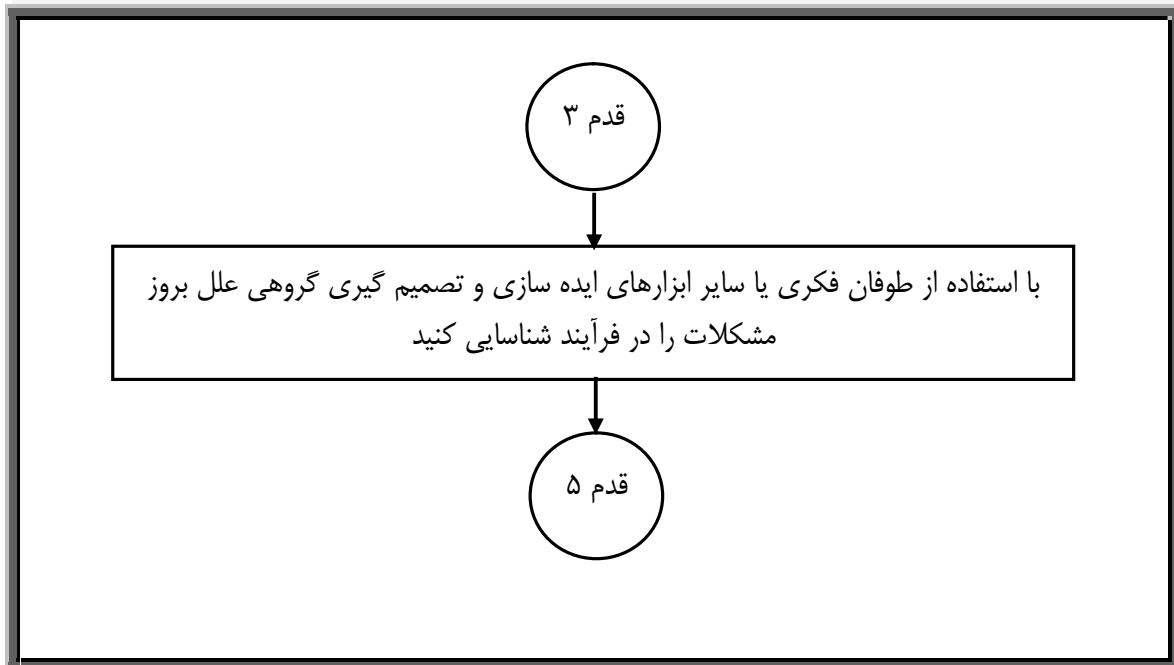 قدم ۳
با استفاده از طوفان فکری یا سایر ابزارهای ایده سازی و تصمیم گیری گروهی علل بروز
مشکلات را در فرآیند شناسایی کنید
قدم ۵